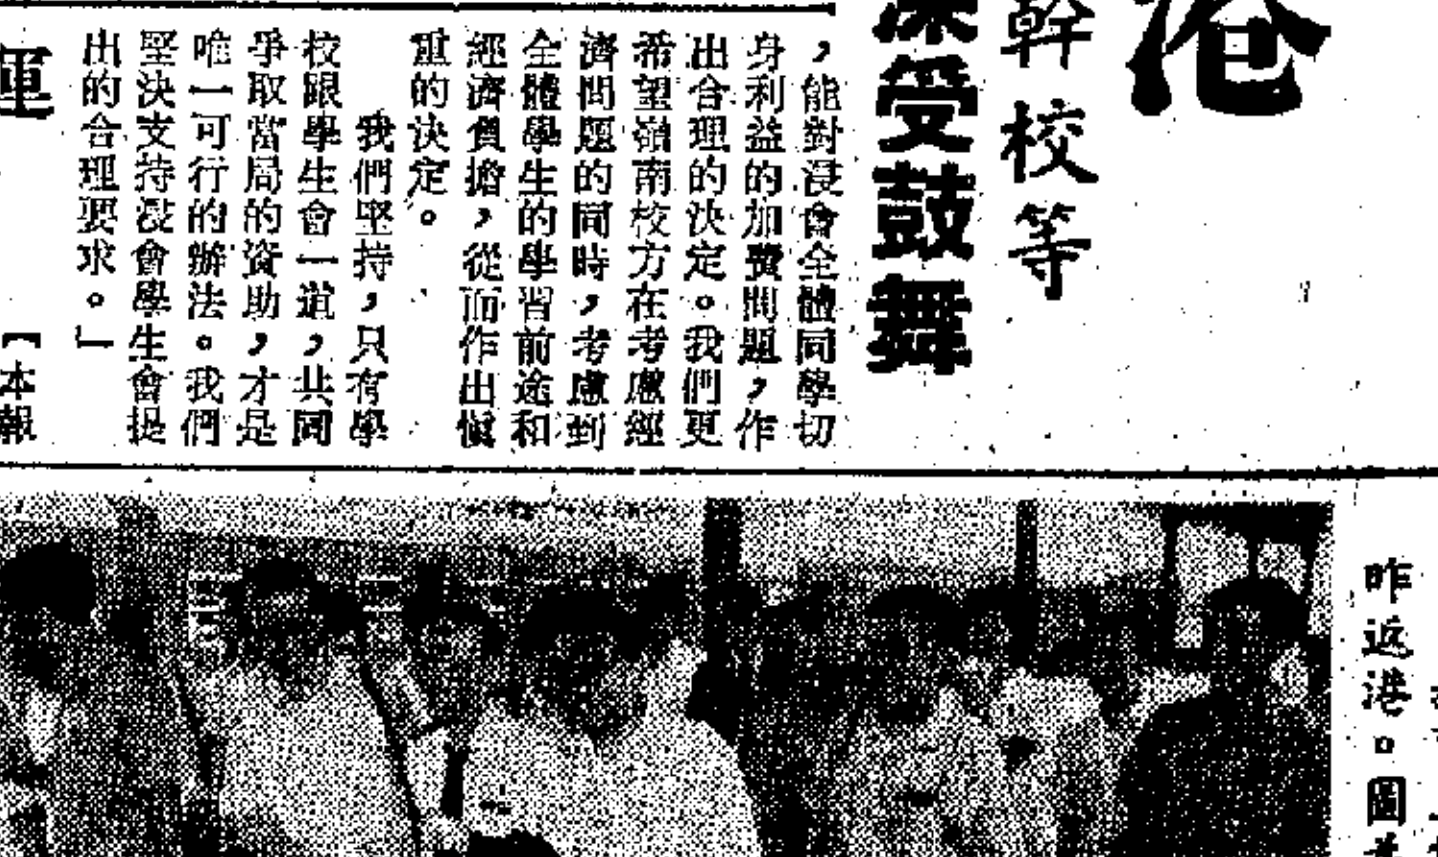 港
幹校等
深受鼓舞
，能對浸會全體同學切
身利益的加費問題，作
出合理的決定。我們更
希望嶺南校方在考慮經
濟問題的同時，考慮到
全體學生的學習前途和
經濟負擔，從而作出慎
重的決定。
我們堅持，只有學
校跟學生會一道，共同
爭取當局的資助，才是
唯一可行的辦法。我們
堅決支持浸會學生會提
出的合理要求。」
運
【本報
昨返港。圖